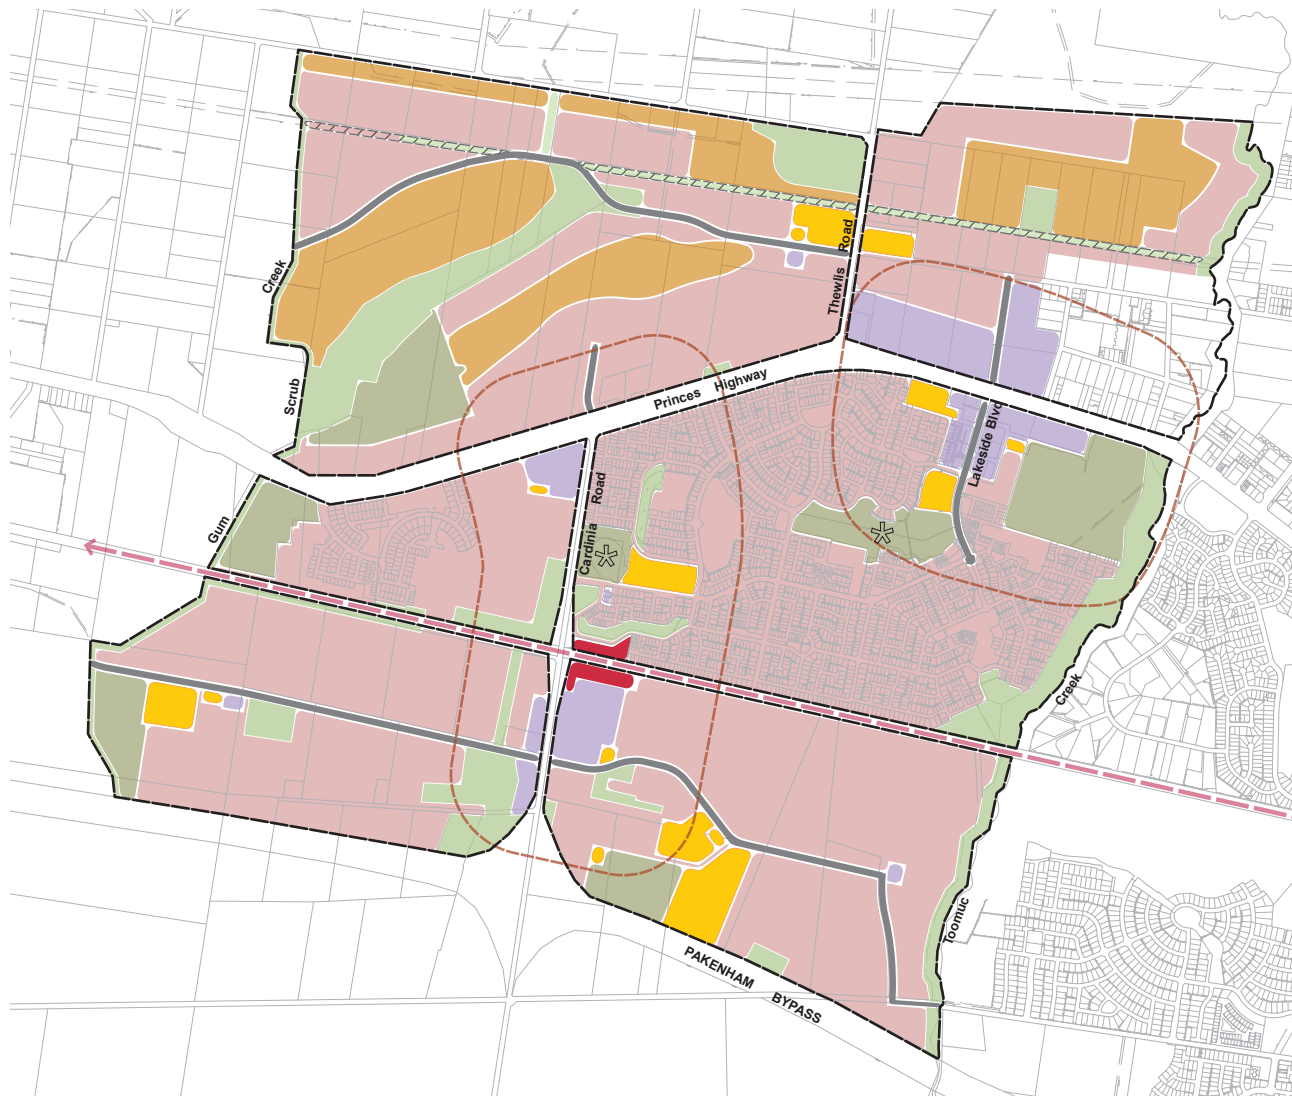 Thewlis Road
Creek
Scrub
Princes Highway
Lakeside Blvd
Gum
Cardinia Road
Creek
Toomuc
PAKENHAM BYPASS